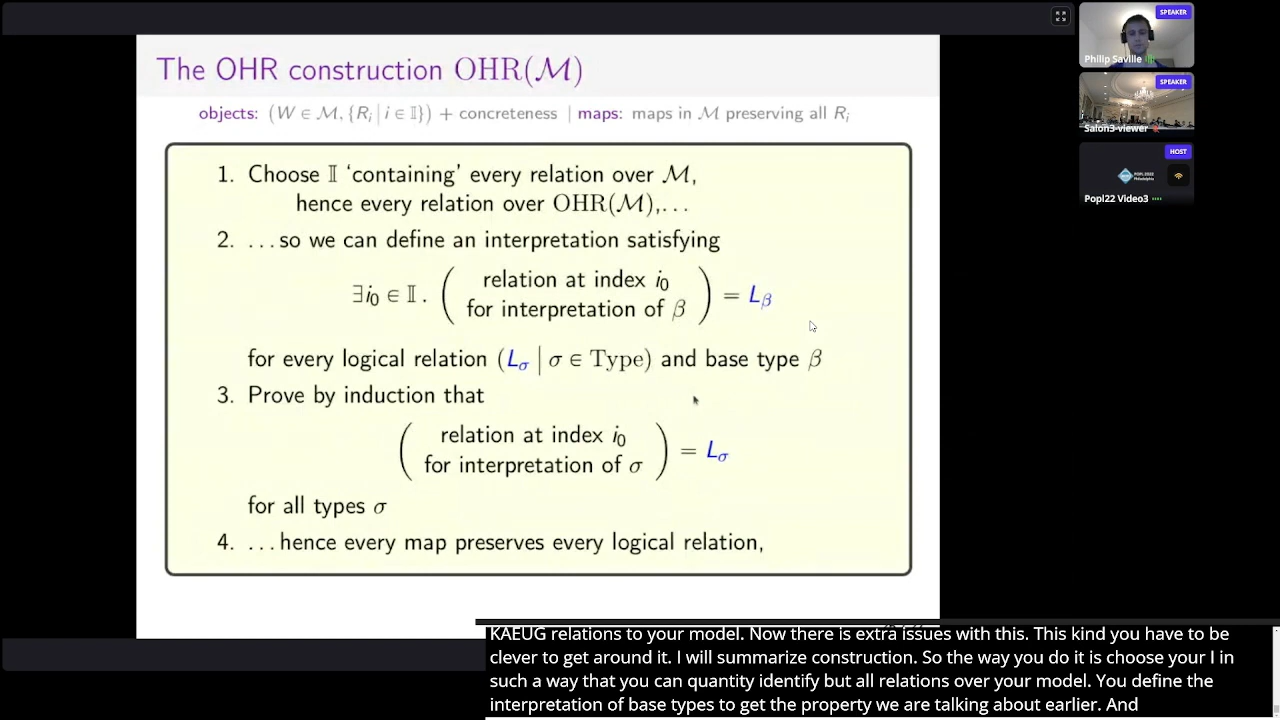 The OHR construction OHR(ℳ)
objects: (W ∈ ℳ, {Rᵢ | i ∈ 𝕀}) + concreteness | maps: maps in ℳ preserving all Rᵢ
1. Choose 𝕀 ‘containing’ every relation over ℳ,
hence every relation over OHR(ℳ),...
2. ...so we can define an interpretation satisfying
∃i₀ ∈ 𝕀. ( relation at index i₀
for interpretation of β ) = L_β
for every logical relation (L_σ | σ ∈ Type) and base type β
3. Prove by induction that
( relation at index i₀
for interpretation of σ ) = L_σ
for all types σ
4. ...hence every map preserves every logical relation,
SPEAKER
Philip Saville
SPEAKER
Salon3-viewer
HOST
POPL 2022
Philadelphia
Popl22 Video3
KAEUG relations to your model. Now there is extra issues with this. This kind you have to be
clever to get around it. I will summarize construction. So the way you do it is choose your I in
such a way that you can quantity identify but all relations over your model. You define the
interpretation of base types to get the property we are talking about earlier. And